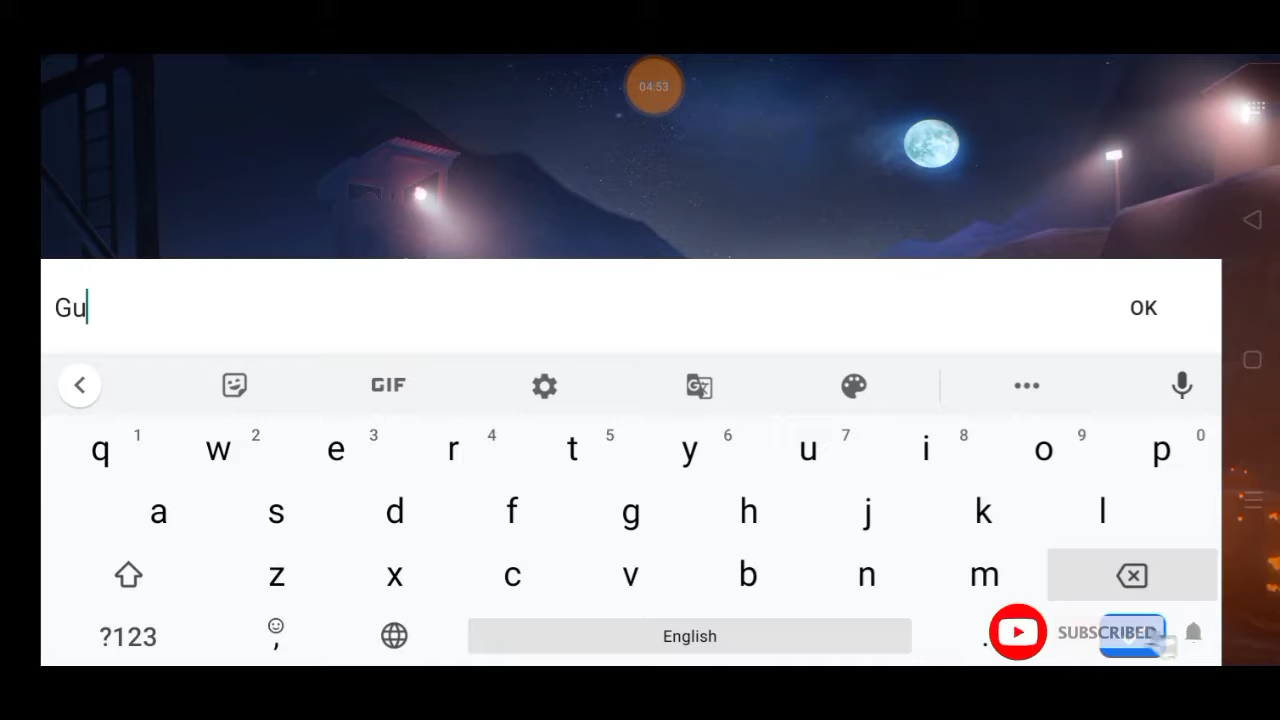 04:53
Gu
OK
GIF
q 1 w 2 e 3 r 4 t 5 y 6 u 7 i 8 o 9 p 0
a s d f g h j k l
z x c v b n m
?123 , English . SUBSCRIBED